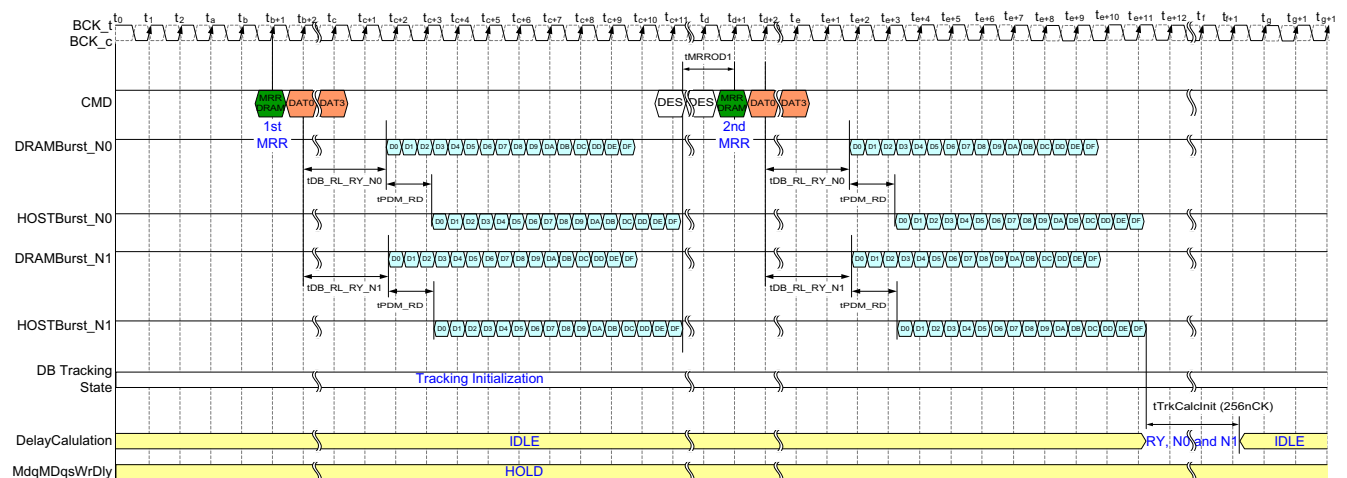 t0 t1 t2 ta tb tb+1 tb+2 tc tc+1 tc+2 tc+3 tc+4 tc+5 tc+6 tc+7 tc+8 tc+9 tc+10 tc+11 td td+1 td+2 te te+1 te+2 te+3 te+4 te+5 te+6 te+7 te+8 te+9 te+10 te+11 te+12 tf tf+1 tg tg+1 tg+1
BCK_t
BCK_c
tMRROD1
CMD MRR DRAM DAT0 DAT3 DES DES MRR DRAM DAT0 DAT3
1st MRR 2nd MRR
DRAMBurst_N0 D0 D1 D2 D3 D4 D5 D6 D7 D8 D9 DA DB DC DD DE DF D0 D1 D2 D3 D4 D5 D6 D7 D8 D9 DA DB DC DD DE DF
tDB_RL_RY_N0 tDB_RL_RY_N0
tPDM_RD tPDM_RD
HOSTBurst_N0 D0 D1 D2 D3 D4 D5 D6 D7 D8 D9 DA DB DC DD DE DF D0 D1 D2 D3 D4 D5 D6 D7 D8 D9 DA DB DC DD DE DF
DRAMBurst_N1 D0 D1 D2 D3 D4 D5 D6 D7 D8 D9 DA DB DC DD DE DF D0 D1 D2 D3 D4 D5 D6 D7 D8 D9 DA DB DC DD DE DF
tDB_RL_RY_N1 tDB_RL_RY_N1
tPDM_RD tPDM_RD
HOSTBurst_N1 D0 D1 D2 D3 D4 D5 D6 D7 D8 D9 DA DB DC DD DE DF D0 D1 D2 D3 D4 D5 D6 D7 D8 D9 DA DB DC DD DE DF
DB Tracking State Tracking Initialization
tTrkCalcInit (256nCK)
DelayCalulation IDLE RY, N0 and N1 IDLE
MdqMDqsWrDly HOLD